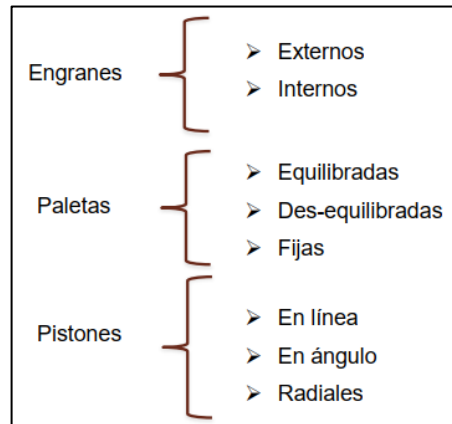 Engranes
➢ Externos
➢ Internos
Paletas
➢ Equilibradas
➢ Des-equilibradas
➢ Fijas
Pistones
➢ En línea
➢ En ángulo
➢ Radiales